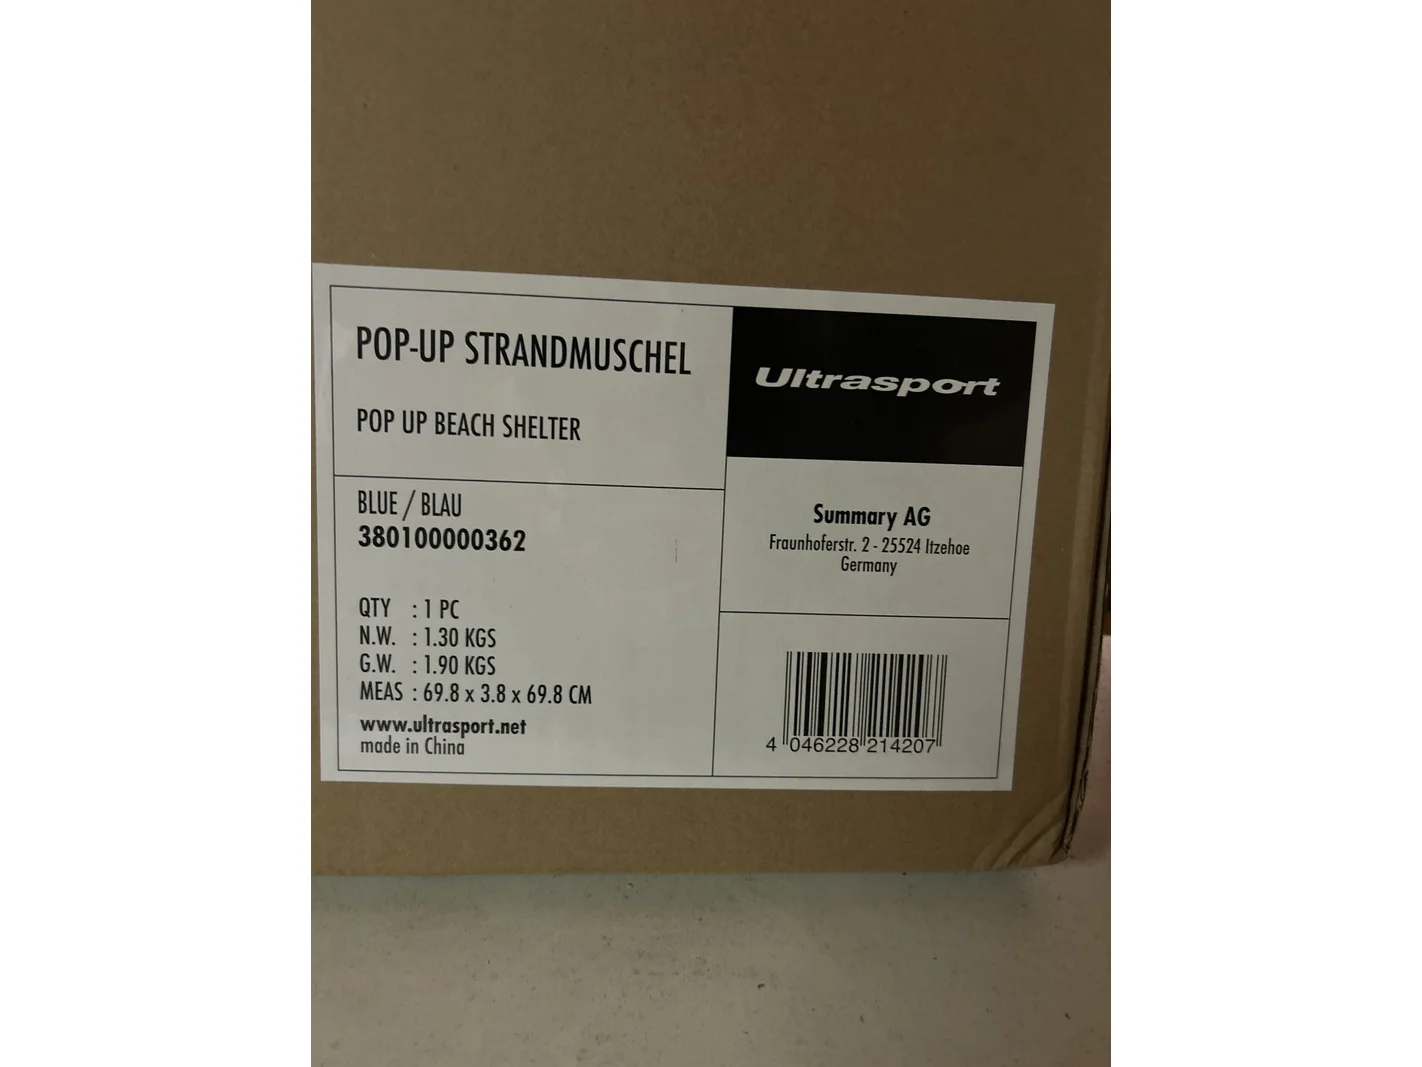 POP-UP STRANDMUSCHEL
POP UP BEACH SHELTER
BLUE / BLAU
380100000362
QTY : 1 PC
N.W. : 1.30 KGS
G.W. : 1.90 KGS
MEAS : 69.8 x 3.8 x 69.8 CM
www.ultrasport.net
made in China
Ultrasport
Summary AG
Fraunhoferstr. 2 - 25524 Itzehoe
Germany
4 046228 214207